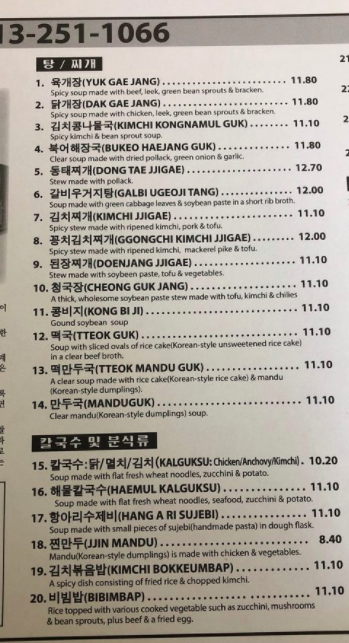 13-251-1066
탕 / 찌개
1. 육개장(YUK GAE JANG) 11.80
Spicy soup made with beef, leek, green bean sprouts & bracken.
2. 닭개장(DAK GAE JANG) 11.80
Spicy soup made with chicken, leek, green bean sprouts & bracken.
3. 김치콩나물국(KIMCHI KONGNAMUL GUK) 11.10
Spicy kimchi & bean sprout soup.
4. 북어해장국(BUKEO HAEJANG GUK) 11.80
Clear soup made with dried pollack, green onion & garlic.
5. 동태찌개(DONG TAE JJIGAE) 12.70
Stew made with pollack.
6. 갈비우거지탕(GALBI UGEOJI TANG) 12.00
Soup made with green cabbage leaves & soybean paste in a short rib broth.
7. 김치찌개(KIMCHI JJIGAE) 11.10
Spicy stew made with ripened kimchi, pork & tofu.
8. 꽁치김치찌개(GGONGCHI KIMCHI JJIGAE) 12.00
Spicy stew made with ripened kimchi, mackerel pike & tofu.
9. 된장찌개(DOENJANG JJIGAE) 11.10
Stew made with soybeen paste, tofu & vegetables.
10. 청국장(CHEONG GUK JANG) 11.10
A thick, wholesome soybean paste stew made with tofu, kimchi & chilies
11. 콩비지(KONG BI JI) 11.10
Gound soybean soup
12. 떡국(TTEOK GUK) 11.10
Soup with sliced ovals of rice cake(Korean-style unsweetened rice cake)
in a clear beef broth.
13. 떡만두국(TTEOK MANDU GUK) 11.10
A clear soup made with rice cake(Korean-style rice cake) & mandu
(Korean-style dumplings).
14. 만두국(MANDUGUK) 11.10
Clear mandu(Korean-style dumplings) soup.
칼국수 및 분식류
15. 칼국수:닭/멸치/김치(KALGUKSU: Chicken/Anchovy/Kimchi) 10.20
Soup made with flat fresh wheat noodles, zucchini & potato.
16. 해물칼국수(HAEMUL KALGUKSU) 11.10
Soup made with flat fresh wheat noodles, seafood, zucchini & potato.
17. 항아리수제비(HANG A RI SUJEBI) 11.10
Soup made with small pieces of sujebi(handmade pasta) in dough flask.
18. 찐만두(JJIN MANDU) 8.40
Mandu(Korean-style dumplings) is made with chicken & vegetables.
19. 김치볶음밥(KIMCHI BOKKEUMBAP) 11.10
A spicy dish consisting of fried rice & chopped kimchi.
20. 비빔밥(BIBIMBAP) 11.10
Rice topped with various cooked vegetable such as zucchini, mushrooms
& bean sprouts, plus beef & a fried egg.